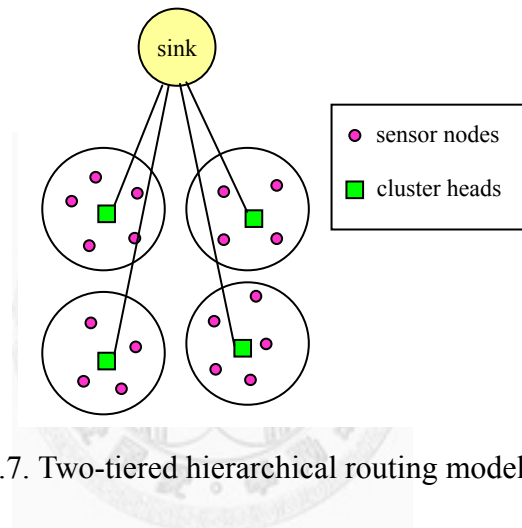 sink
sensor nodes
cluster heads
.7. Two-tiered hierarchical routing model